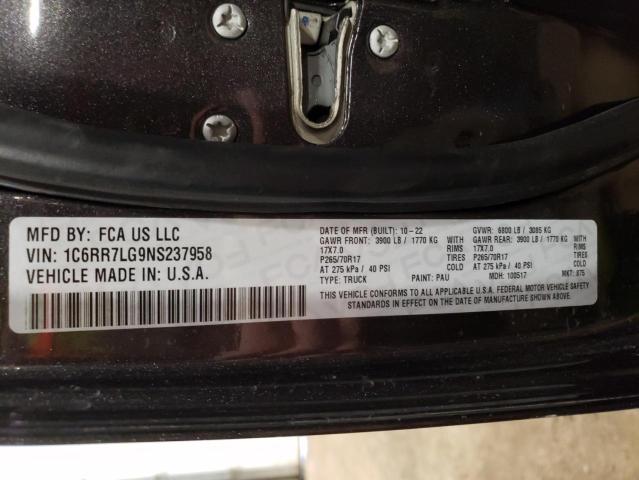 MFD BY: FCA US LLC
VIN: 1C6RR7LG9NS237958
VEHICLE MADE IN U.S.A.
DATE OF MFR (BUILT): 10-22 GVWR: 6800 LB / 3085 KG
GAWR FRONT: 3900 LB / 1770 KG GAWR REAR: 3900 LB / 1770 KG
17X7.0 RIMS 17X7.0 RIMS
P265/70R17 TIRES P265/70R17 TIRES
AT 275 kPa / 40 PSI COLD AT 275 kPa / 40 PSI COLD
TYPE: TRUCK PAINT: PAU MDH: 100517 MKT: 875
THIS VEHICLE CONFORMS TO ALL APPLICABLE U.S.A. FEDERAL MOTOR VEHICLE SAFETY
STANDARDS IN EFFECT ON THE DATE OF MANUFACTURE SHOWN ABOVE.